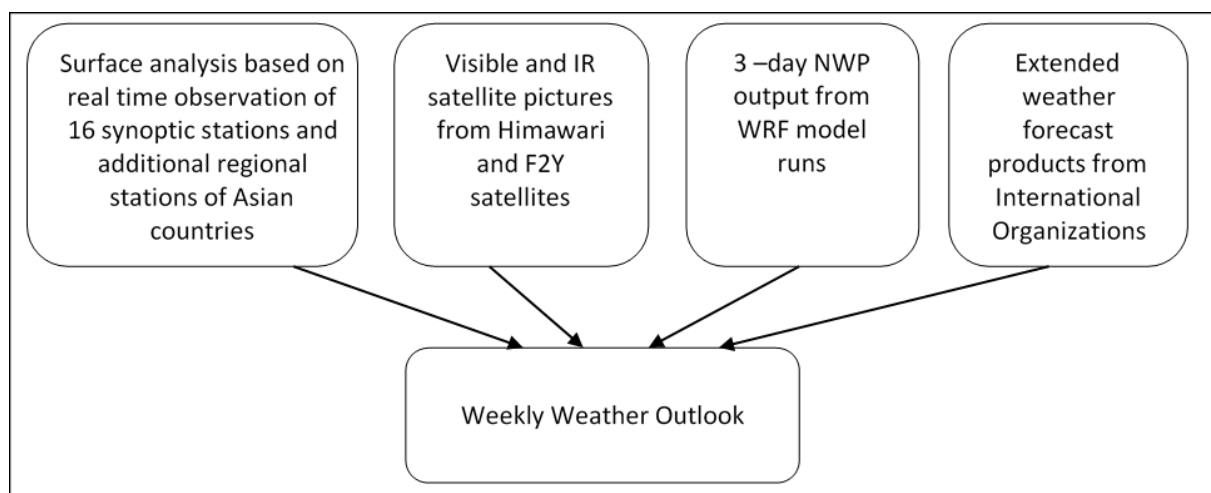 Surface analysis based on
real time observation of
16 synoptic stations and
additional regional
stations of Asian
countries
Visible and IR
satellite pictures
from Himawari
and F2Y
satellites
3 –day NWP
output from
WRF model
runs
Extended
weather
forecast
products from
International
Organizations
Weekly Weather Outlook